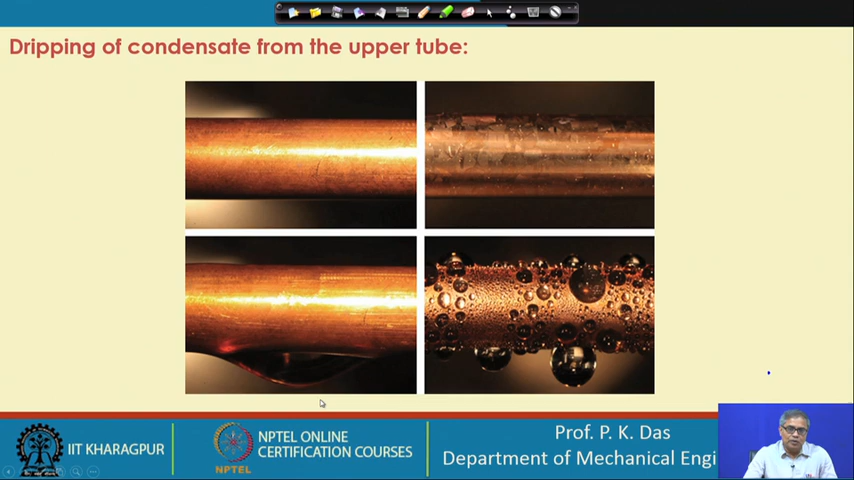 Dripping of condensate from the upper tube:
IIT KHARAGPUR
NPTEL
NPTEL ONLINE
CERTIFICATION COURSES
Prof. P. K. Das
Department of Mechanical Engi